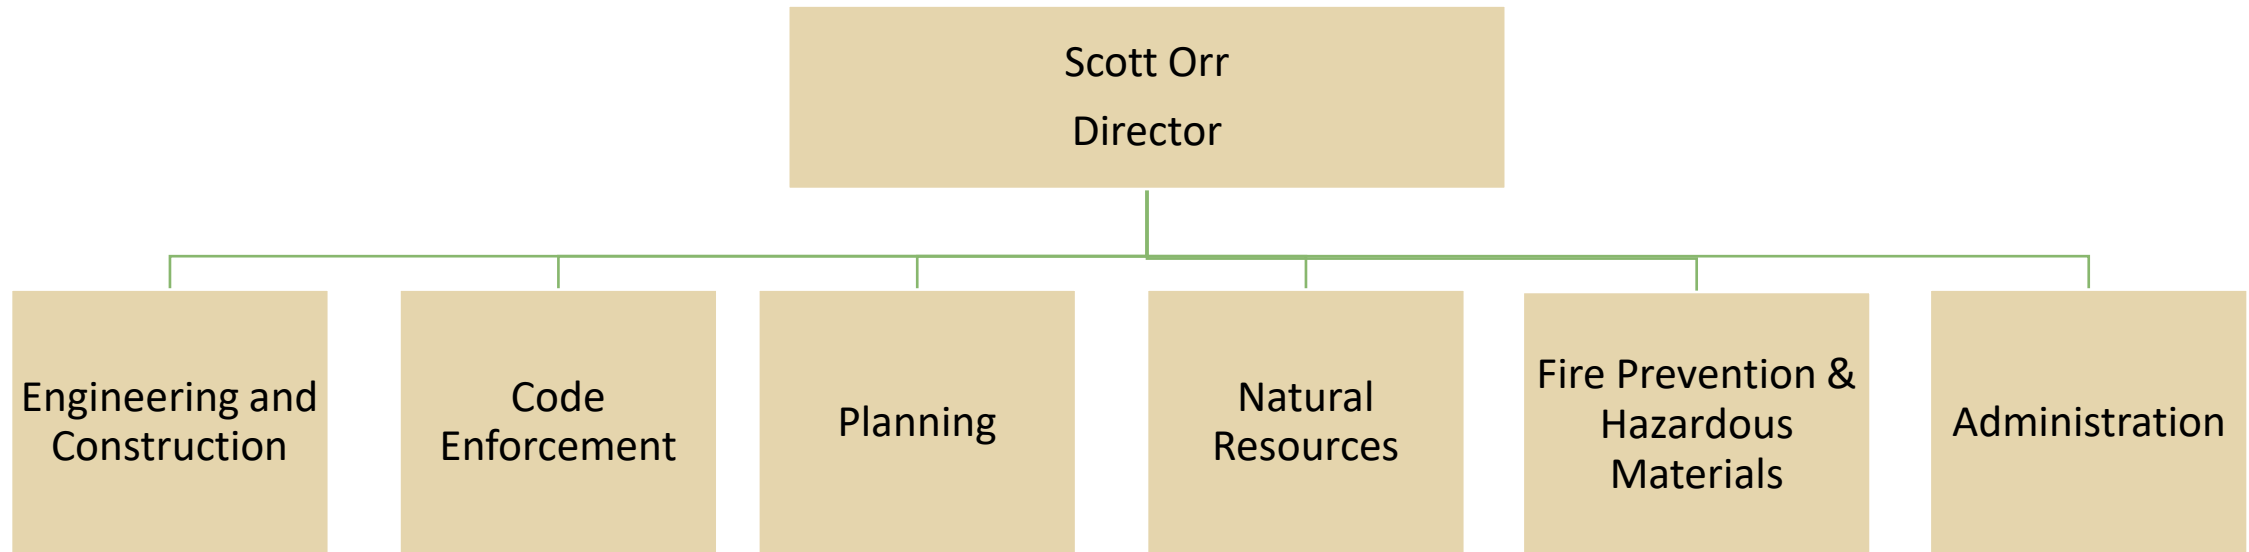 Scott Orr
Director
Engineering and
Construction
Code
Enforcement
Planning
Natural
Resources
Fire Prevention &
Hazardous
Materials
Administration